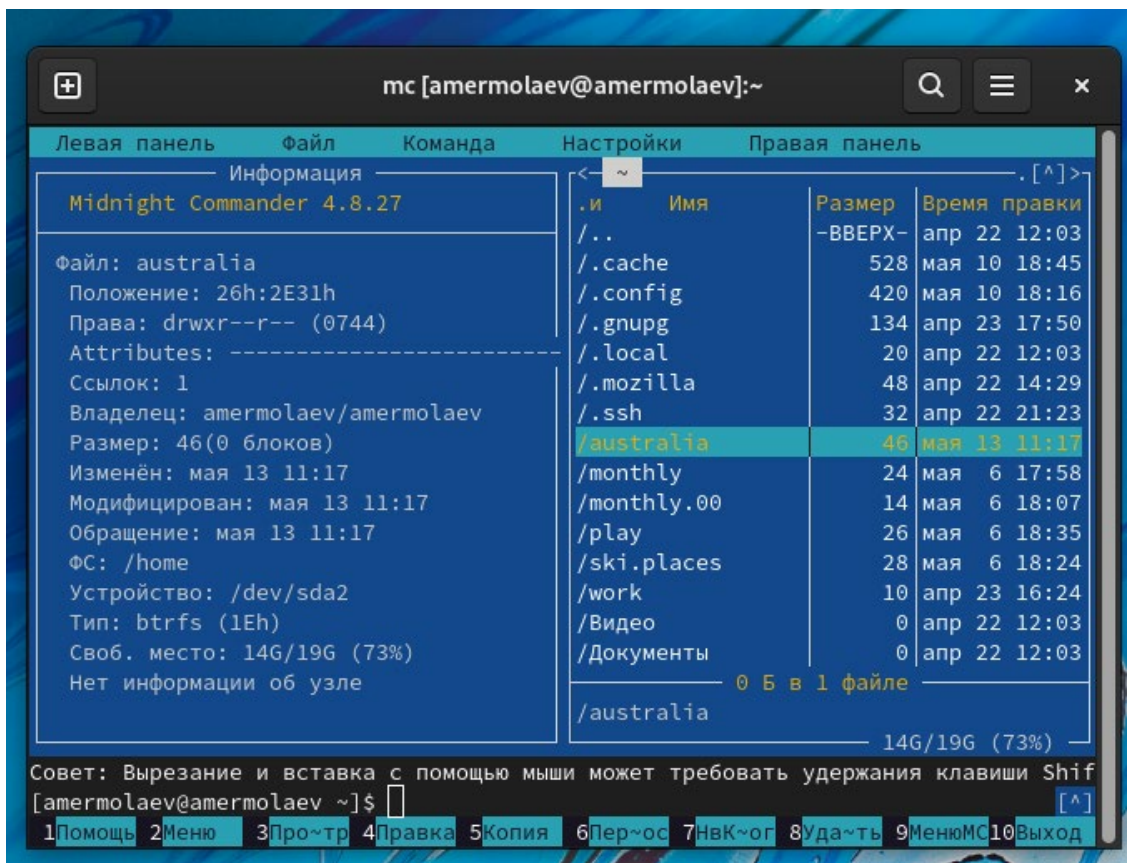 mc [amermolaev@amermolaev]:~
Левая панель Файл Команда Настройки Правая панель
Информация
Midnight Commander 4.8.27
Файл: australia
Положение: 26h:2E31h
Права: drwxr--r-- (0744)
Attributes: -------------------------
Ссылок: 1
Владелец: amermolaev/amermolaev
Размер: 46(0 блоков)
Изменён: мая 13 11:17
Модифицирован: мая 13 11:17
Обращение: мая 13 11:17
ФС: /home
Устройство: /dev/sda2
Тип: btrfs (1Eh)
Своб. место: 14G/19G (73%)
Нет информации об узле
<- ~ .[^]>
.и Имя Размер Время правки
/.. -ВВЕРХ- апр 22 12:03
/.cache 528 мая 10 18:45
/.config 420 мая 10 18:16
/.gnupg 134 апр 23 17:50
/.local 20 апр 22 12:03
/.mozilla 48 апр 22 14:29
/.ssh 32 апр 22 21:23
/australia 46 мая 13 11:17
/monthly 24 мая 6 17:58
/monthly.00 14 мая 6 18:07
/play 26 мая 6 18:35
/ski.places 28 мая 6 18:24
/work 10 апр 23 16:24
/Видео 0 апр 22 12:03
/Документы 0 апр 22 12:03
0 Б в 1 файле
/australia
14G/19G (73%)
Совет: Вырезание и вставка с помощью мыши может требовать удержания клавиши Shif
[amermolaev@amermolaev ~]$ [^]
1Помощь 2Меню 3Про~тр 4Правка 5Копия 6Пер~ос 7НвК~ог 8Уда~ть 9МенюМС10Выход